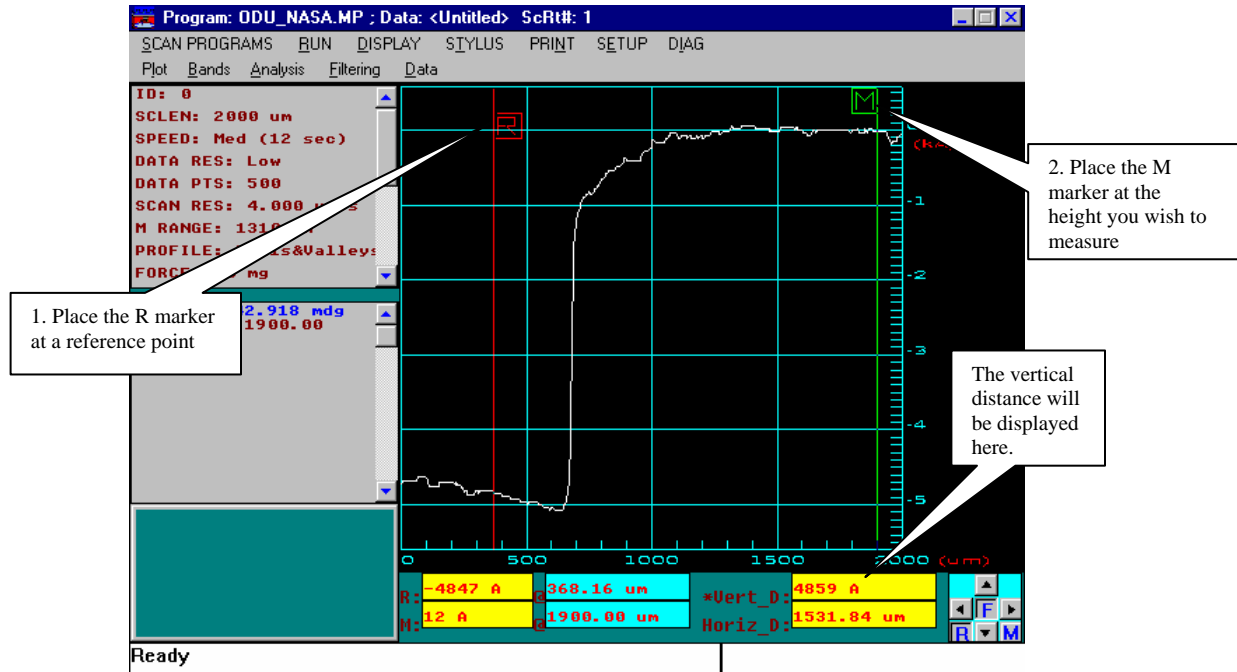 Program: ODU_NASA.MP ; Data: <Untitled> ScRt#: 1
SCAN PROGRAMS RUN DISPLAY STYLUS PRINT SETUP DIAG
Plot Bands Analysis Filtering Data
ID: 0
SCLEN: 2000 um
SPEED: Med (12 sec)
DATA RES: Low
DATA PTS: 500
SCAN RES: 4.000
M RANGE: 1310
PROFILE:
FORCE mg
2.918 mdg
1900.00
1. Place the R marker
at a reference point
R
M
2. Place the M
marker at the
height you wish to
measure
-1
-2
-3
-4
-5
The vertical
distance will
be displayed
here.
0 500 1000 1500 2000 (um)
R: -4847 A @ 368.16 um *Vert_D: 4859 A
M: 12 A @ 1900.00 um Horiz_D: 1531.84 um
F
R M
Ready